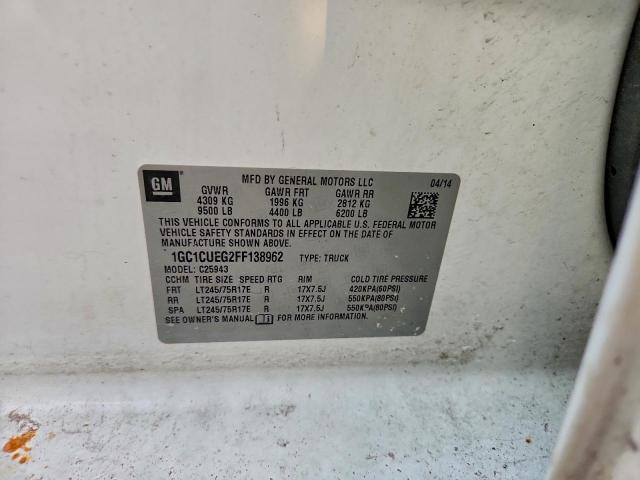 GM
MFD BY GENERAL MOTORS LLC 04/14
GVWR GAWR FRT GAWR RR
4309 KG 1996 KG 2812 KG
9500 LB 4400 LB 6200 LB
THIS VEHICLE CONFORMS TO ALL APPLICABLE U.S. FEDERAL MOTOR
VEHICLE SAFETY STANDARDS IN EFFECT ON THE DATE OF
MANUFACTURE SHOWN ABOVE.
1GC1CUEG2FF138962 TYPE: TRUCK
MODEL: C25943
CCHM TIRE SIZE SPEED RTG RIM COLD TIRE PRESSURE
FRT LT245/75R17E R 17X7.5J 420KPA(60PSI)
RR LT245/75R17E R 17X7.5J 550KPA(80PSI)
SPA LT245/75R17E R 17X7.5J 550KPA(80PSI)
SEE OWNER'S MANUAL FOR MORE INFORMATION.